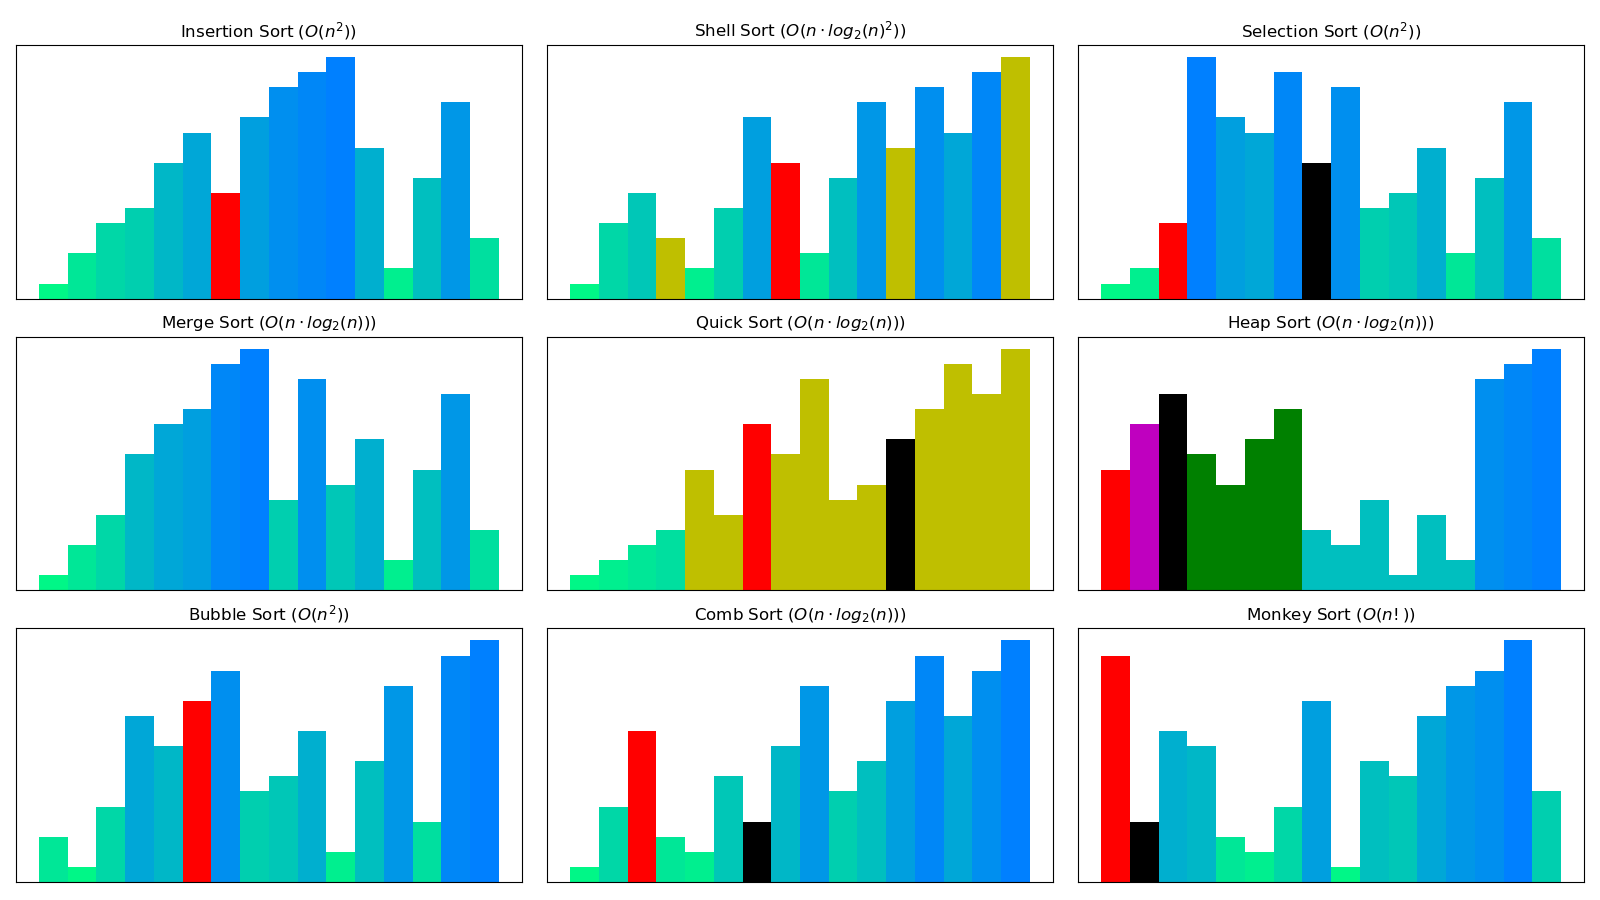 Insertion Sort (O(n²))
Shell Sort (O(n · log₂(n)²))
Selection Sort (O(n²))
Merge Sort (O(n · log₂(n)))
Quick Sort (O(n · log₂(n)))
Heap Sort (O(n · log₂(n)))
Bubble Sort (O(n²))
Comb Sort (O(n · log₂(n)))
Monkey Sort (O(n!))